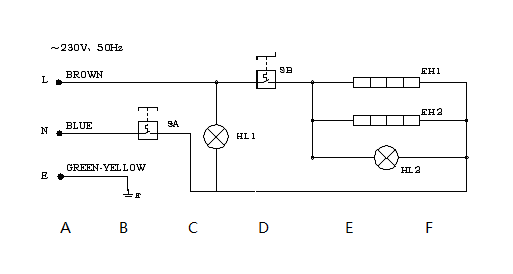 ～230V、50Hz
L BROWN
SB
EH1
EH2
N BLUE
SA
HL1
HL2
E GREEN-YELLOW
E
A B C D E F